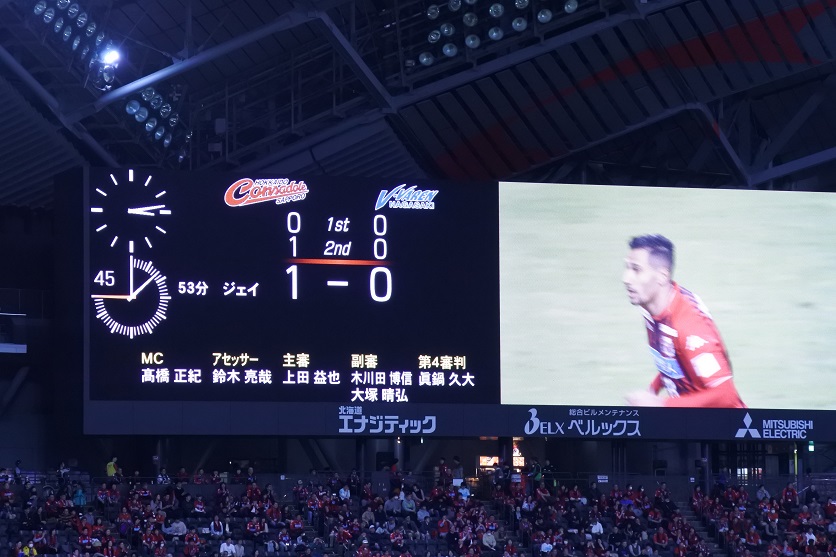 HOKKAIDO
Consadole
SAPPORO
V·VAREN
NAGASAKI
0 1st 0
1 2nd 0
1 - 0
45
53分 ジェイ
MC アセッサー 主審 副審 第4審判
高橋 正紀 鈴木 亮哉 上田 益也 木川田 博信 眞鍋 久大
大塚 晴弘
北海道
エナジティック
BELX 総合ビルメンテナンス
ベルックス
MITSUBISHI
ELECTRIC